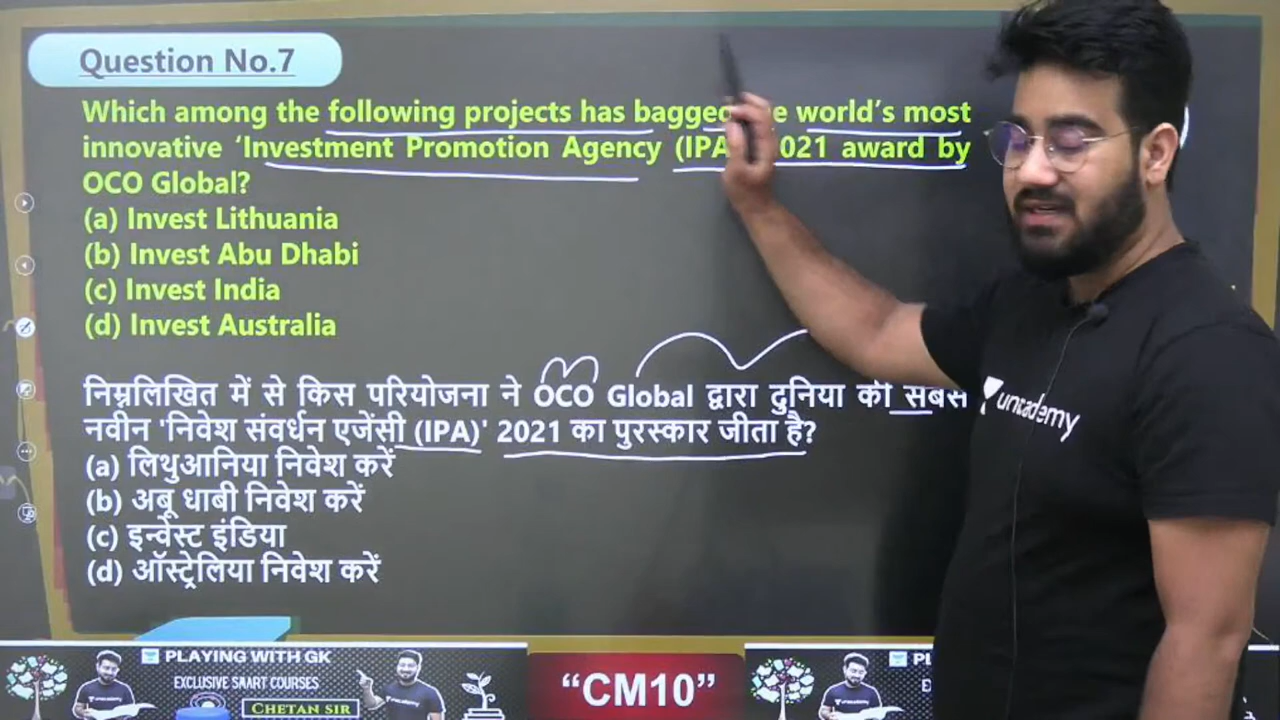 Question No.7
Which among the following projects has bagged world's most
innovative 'Investment Promotion Agency (IPA 2021 award by
OCO Global?
(a) Invest Lithuania
(b) Invest Abu Dhabi
(c) Invest India
(d) Invest Australia
निम्नलिखित में से किस परियोजना ने OCO Global द्वारा दुनिया की सबसे
नवीन 'निवेश संवर्धन एजेंसी (IPA)' 2021 का पुरस्कार जीता है?
(a) लिथुआनिया निवेश करें
(b) अबू धाबी निवेश करें
(c) इन्वेस्ट इंडिया
(d) ऑस्ट्रेलिया निवेश करें
unacademy
PLAYING WITH GK
EXCLUSIVE SMART COURSES
CHETAN SIR
"CM10"